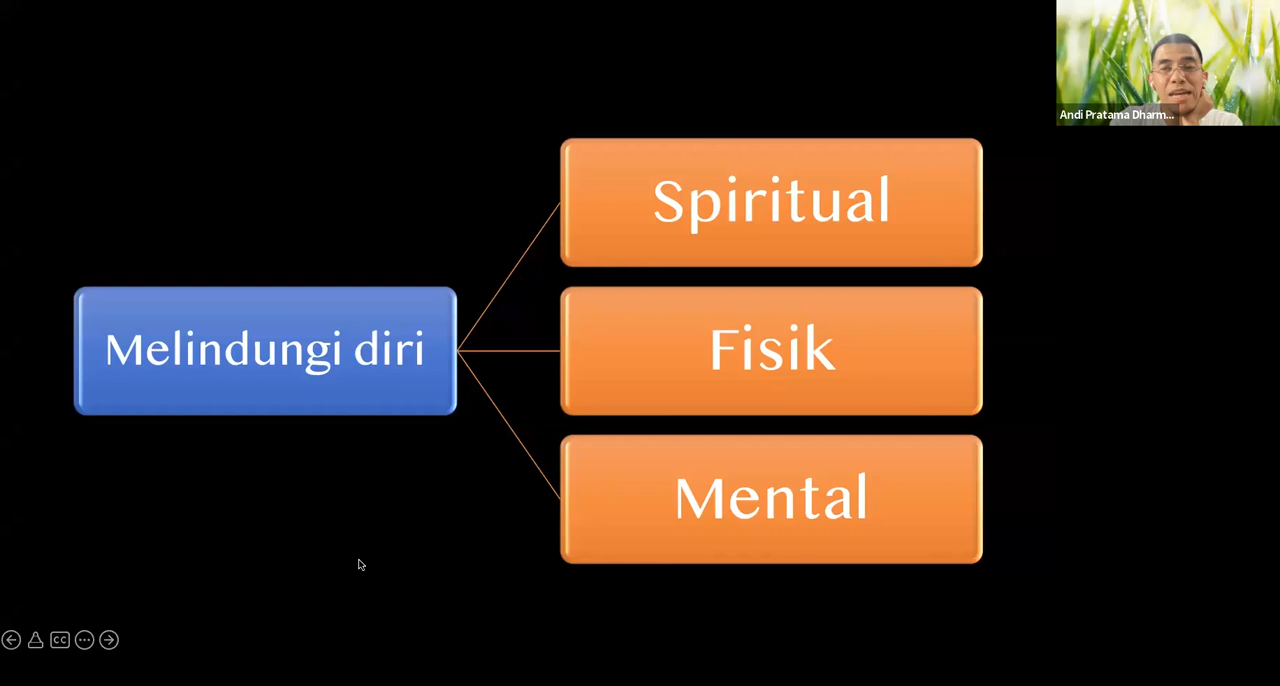 Andi Pratama Dharm...
Spiritual
Melindungi diri
Fisik
Mental
CC